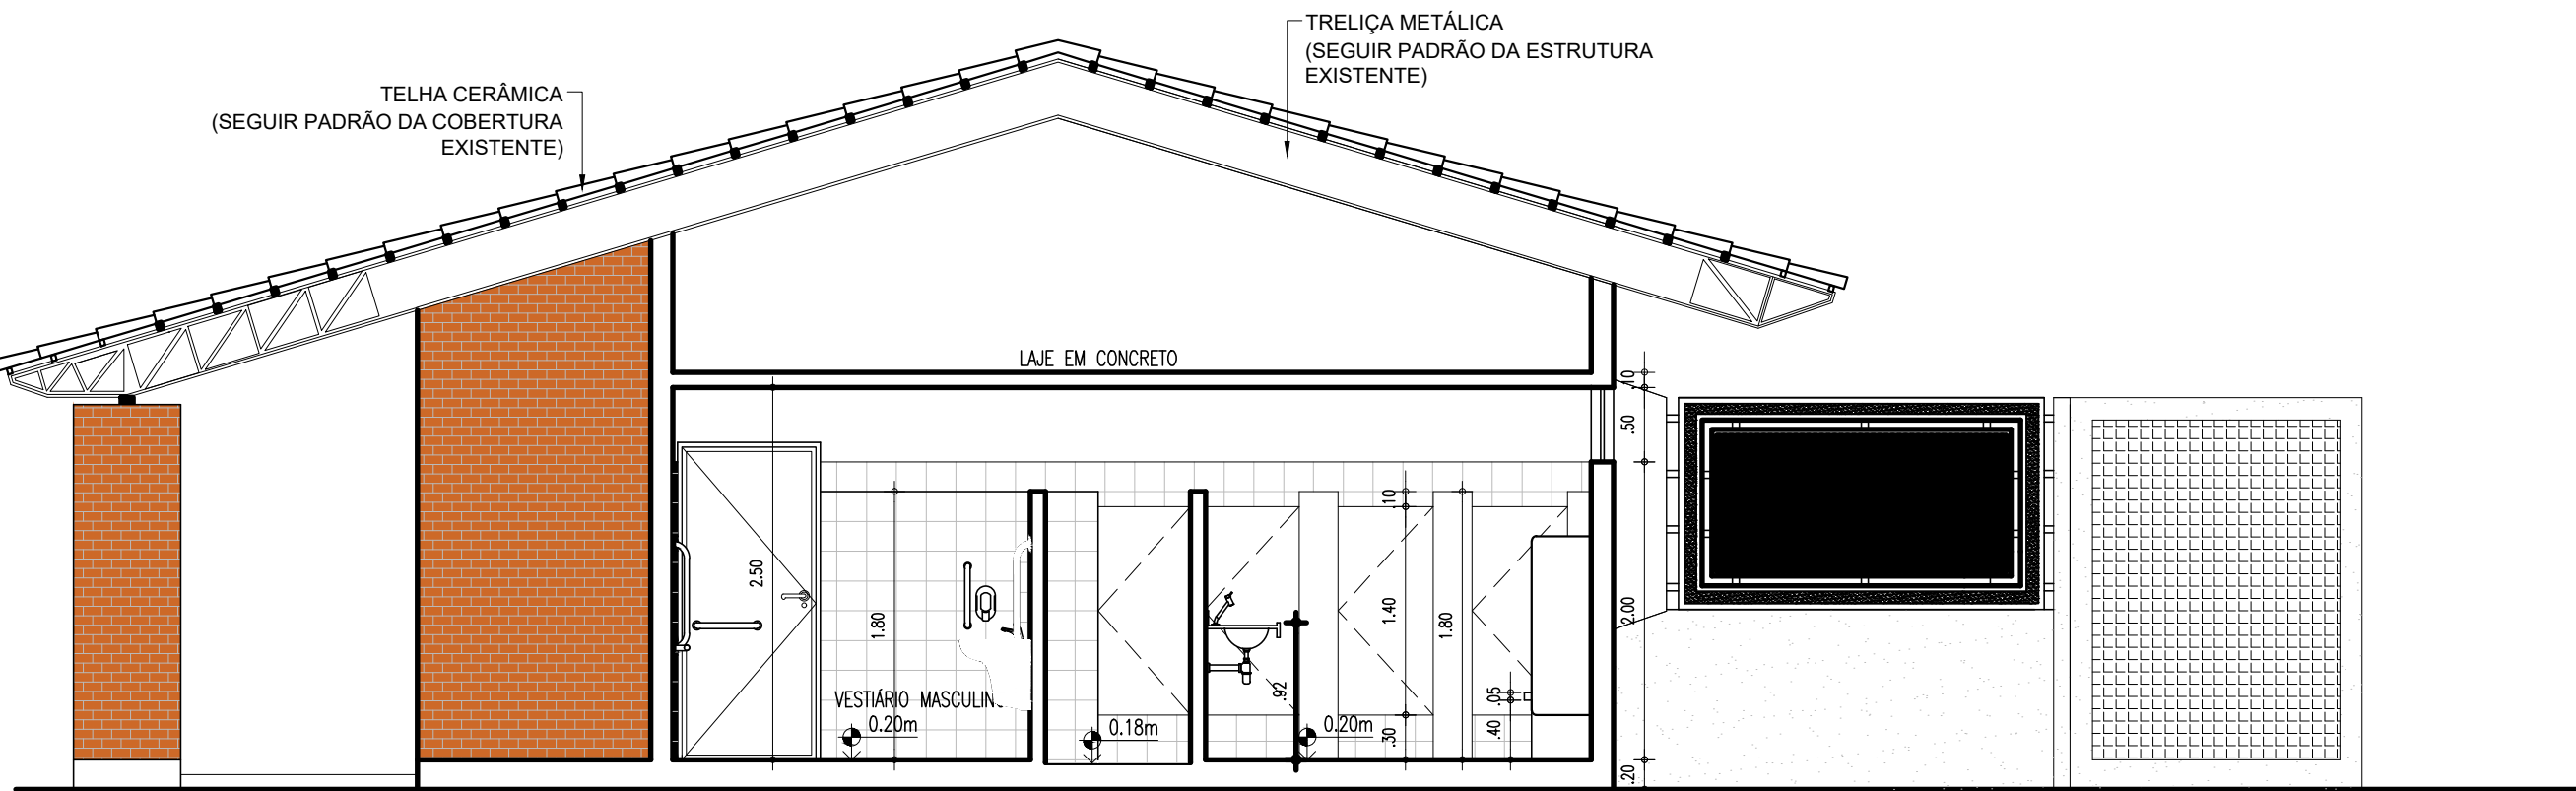 TRELIÇA METÁLICA
(SEGUIR PADRÃO DA ESTRUTURA
EXISTENTE)
TELHA CERÂMICA
(SEGUIR PADRÃO DA COBERTURA
EXISTENTE)
LAJE EM CONCRETO
.10
.50
2.00
.20
2.50
1.80
VESTIÁRIO
0.20m
0.18m
.92
0.20m
.10
1.40
.30
1.80
.05
.40